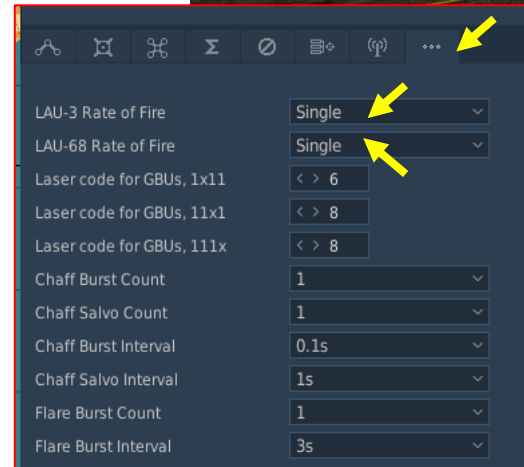 Σ
LAU-3 Rate of Fire Single
LAU-68 Rate of Fire Single
Laser code for GBUs, 1x11 < > 6
Laser code for GBUs, 11x1 < > 8
Laser code for GBUs, 111x < > 8
Chaff Burst Count 1
Chaff Salvo Count 1
Chaff Burst Interval 0.1s
Chaff Salvo Interval 1s
Flare Burst Count 1
Flare Burst Interval 3s